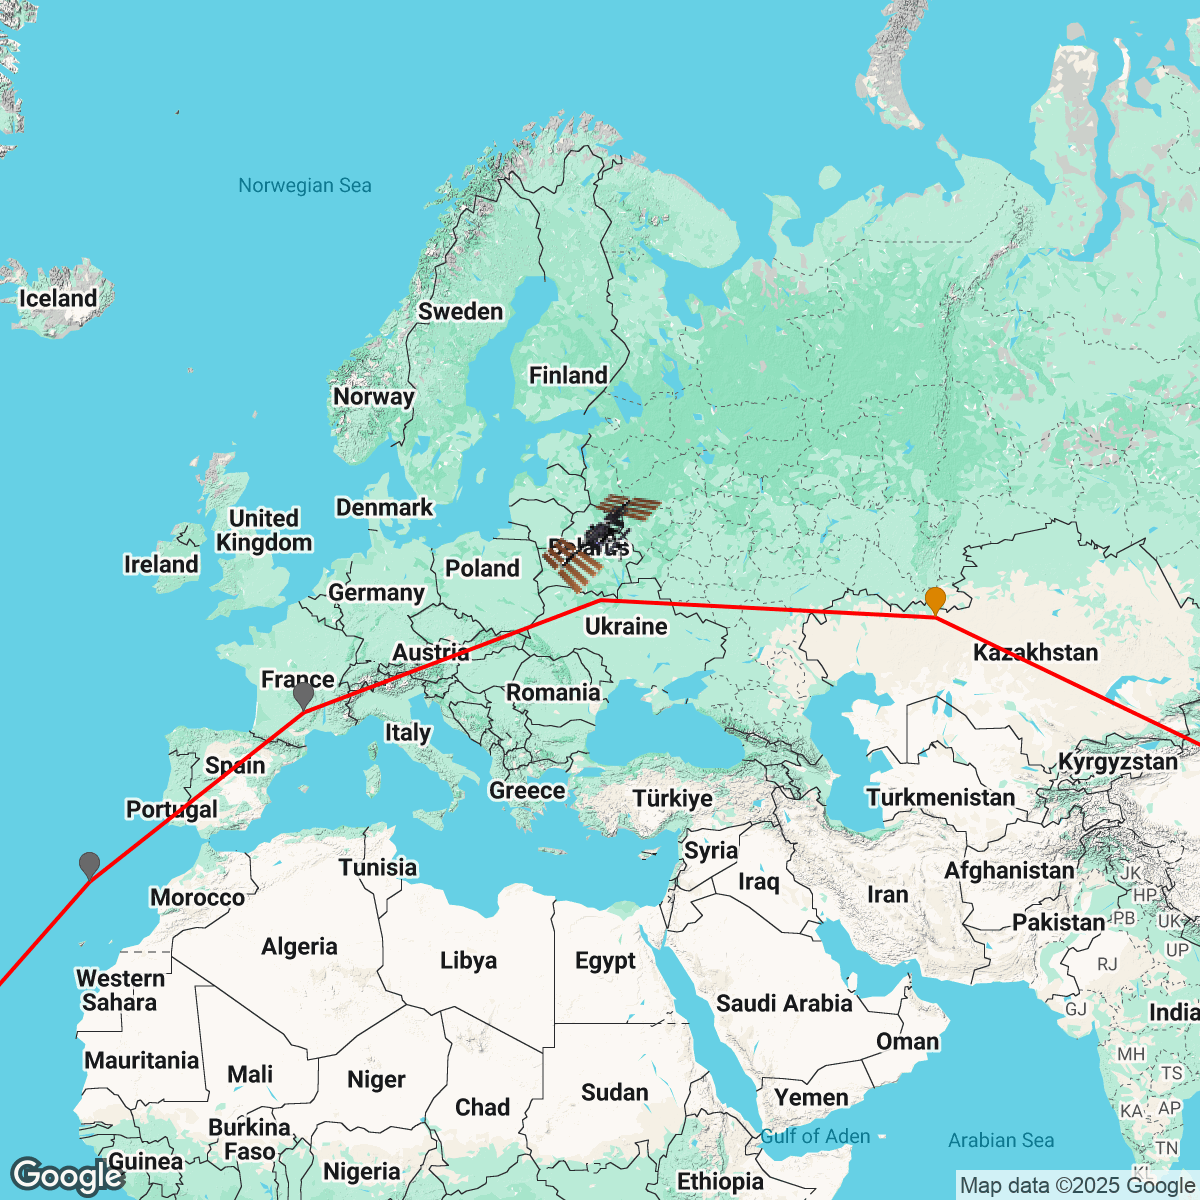 Norwegian Sea
Iceland
Sweden
Finland
Norway
Denmark
United
Kingdom
Ireland
Belarus
Poland
Germany
Ukraine
Austria
Kazakhstan
France
Romania
Italy
Spain
Kyrgyzstan
Greece
Türkiye
Turkmenistan
Portugal
Syria
Tunisia
Afghanistan
JK
Iraq
Iran
HP
Morocco
Pakistan
PB
UK
Algeria
Libya
Egypt
UP
RJ
Western
Sahara
Saudi Arabia
GJ
India
Oman
Mauritania
Mali
Niger
Sudan
MH
TS
Chad
Yemen
KA
AP
Burkina
Faso
Gulf of Aden
Arabian Sea
TN
Guinea
Nigeria
Ethiopia
KL
Google
Map data ©2025 Google